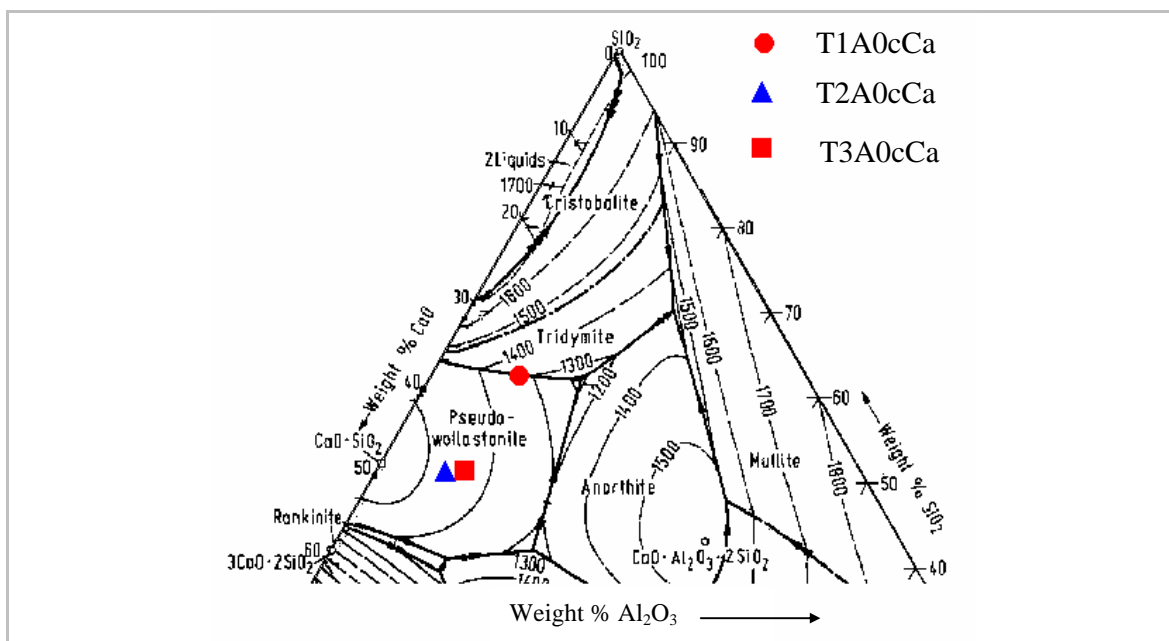 SiO2
0
100
T1A0cCa
T2A0cCa
T3A0cCa
10
90
2Liquids
1700
Cristobalite
20
80
30
1600
1500
Weight % CaO
Tridymite
1500
1600
70
1400
1300
1200
40
1400
1700
60
CaO·SiO2
Pseudo-
wollastonite
50
1500
Anorthite
Mullite
1800
50
Weight % SiO2
Rankinite
60
3CaO·2SiO2
1300
CaO·Al2O3·2SiO2
40
Weight % Al2O3